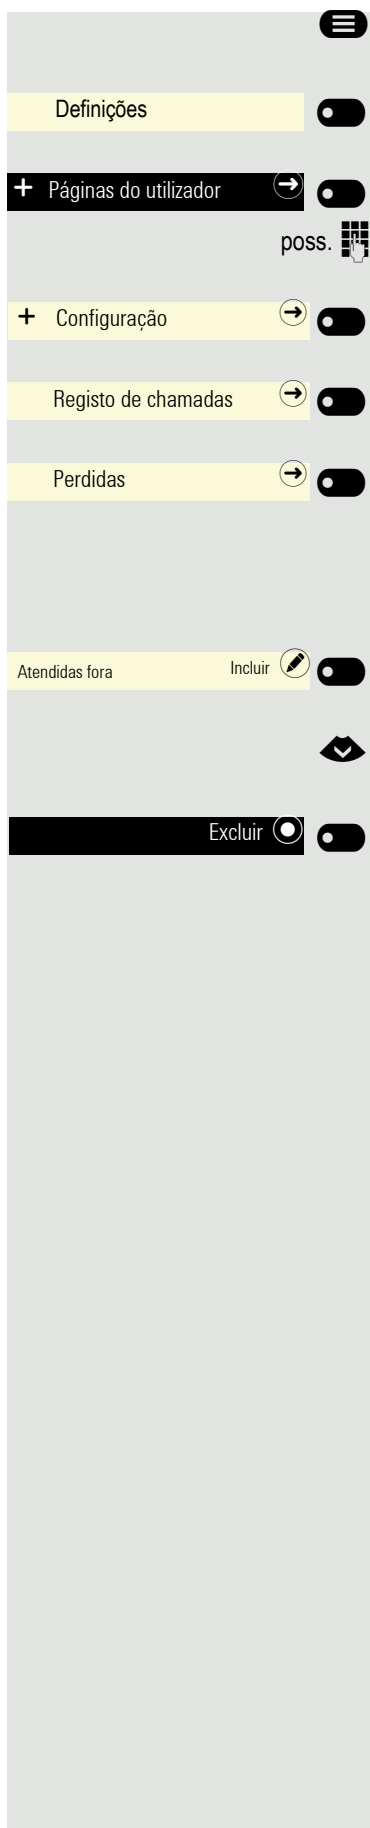 Definições
+ Páginas do utilizador
poss.
+ Configuração
Registo de chamadas
Perdidas
Atendidas fora Incluir
Excluir